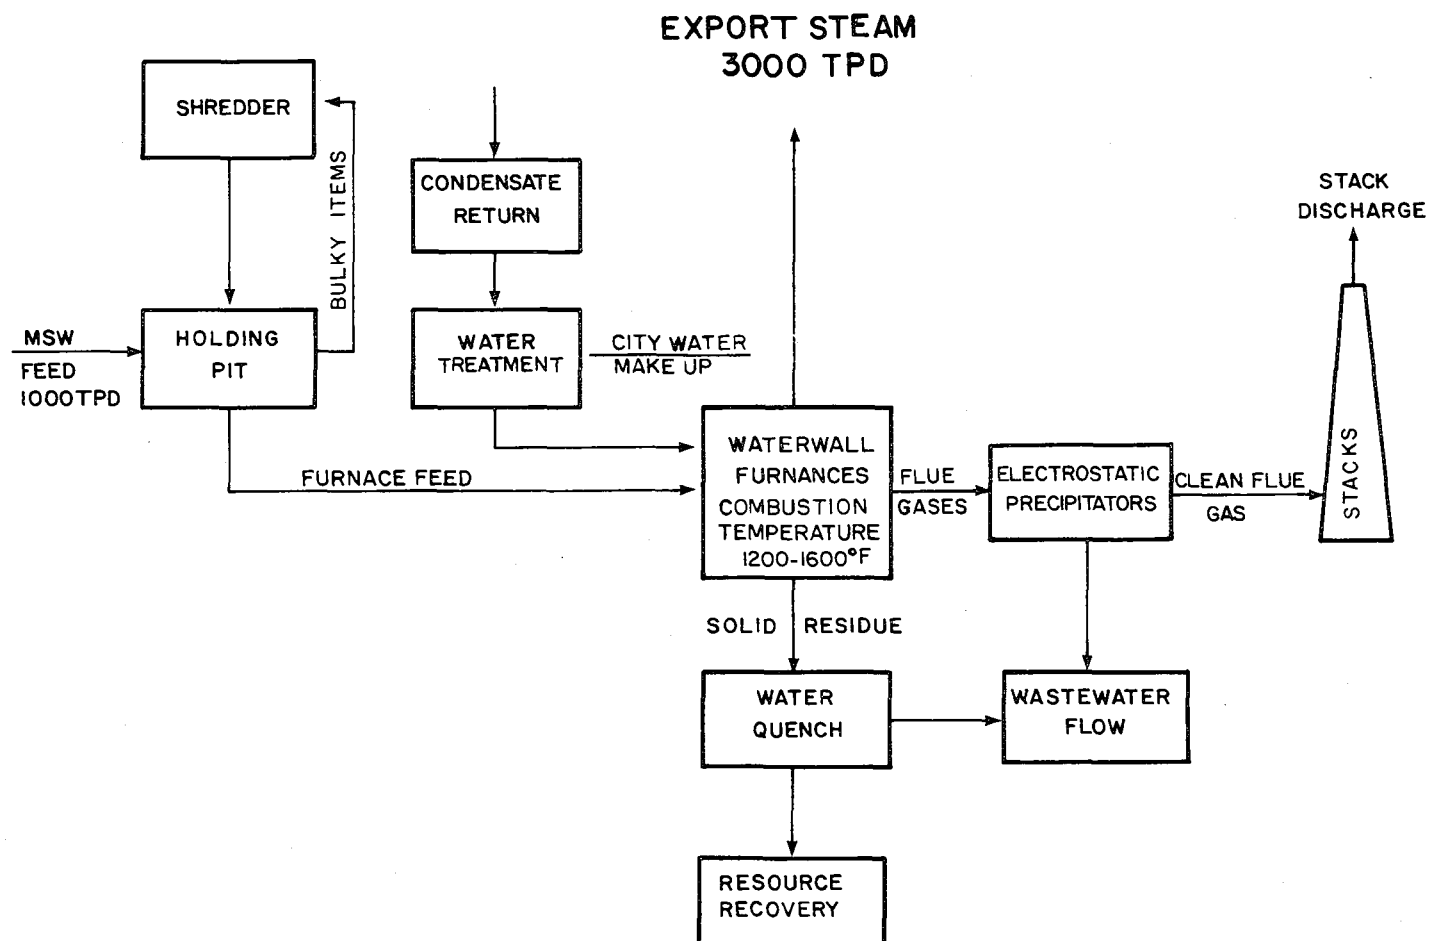 EXPORT STEAM
3000 TPD
SHREDDER
BULKY ITEMS
CONDENSATE
RETURN
STACK
DISCHARGE
MSW
FEED
1000 TPD
HOLDING
PIT
WATER
TREATMENT
CITY WATER
MAKE UP
FURNACE FEED
WATERWALL
FURNANCES
COMBUSTION
TEMPERATURE
1200-1600°F
FLUE
GASES
ELECTROSTATIC
PRECIPITATORS
CLEAN FLUE
GAS
STACKS
SOLID RESIDUE
WATER
QUENCH
WASTEWATER
FLOW
RESOURCE
RECOVERY